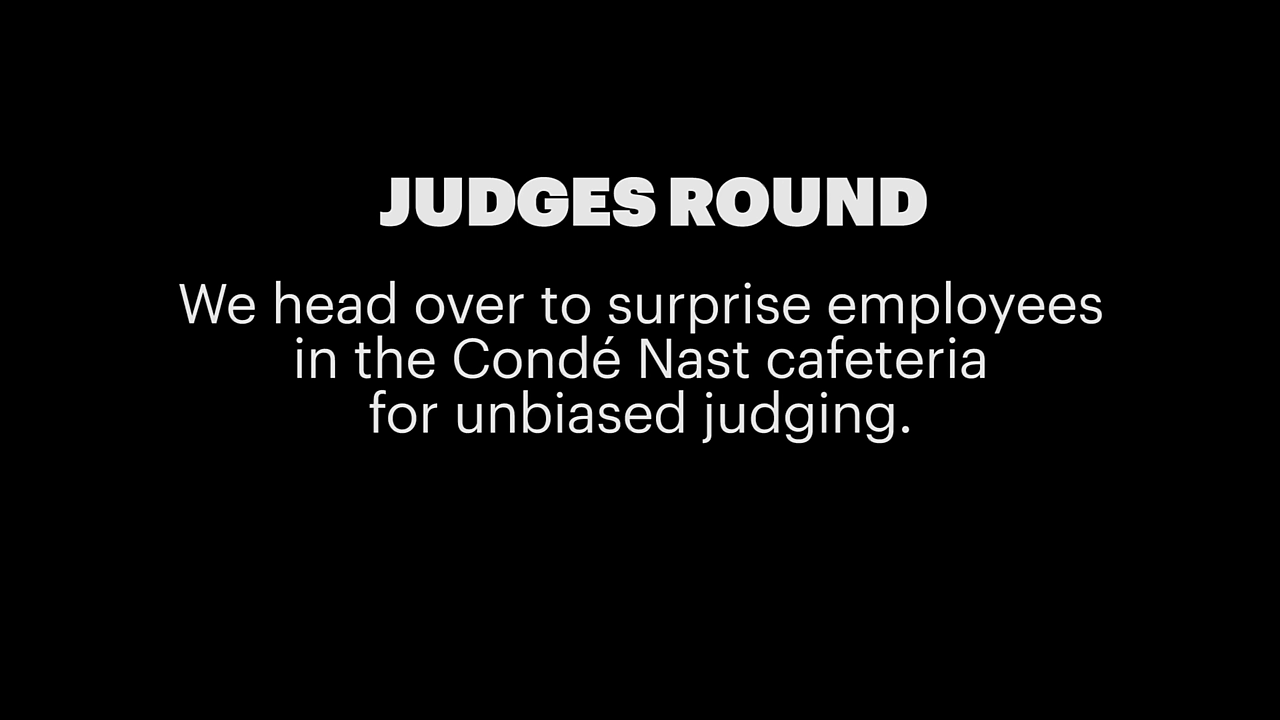 JUDGES ROUND
We head over to surprise employees
in the Condé Nast cafeteria
for unbiased judging.